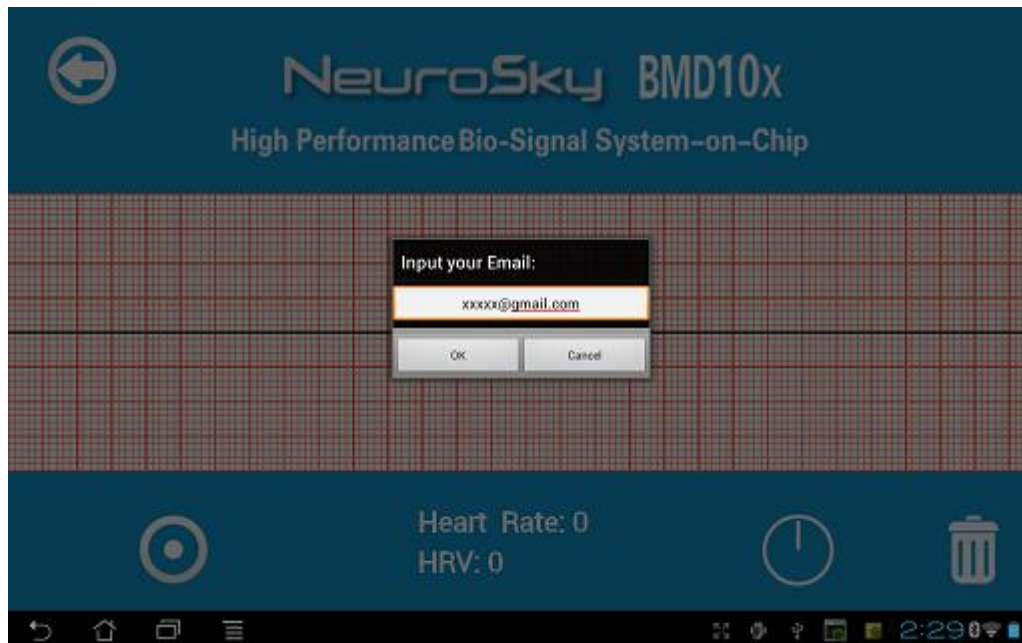 NeuroSky BMD10x
High Performance Bio-Signal System-on-Chip
Input your Email:
xxxxx@gmail.com
OK Cancel
Heart Rate: 0
HRV: 0
2:29